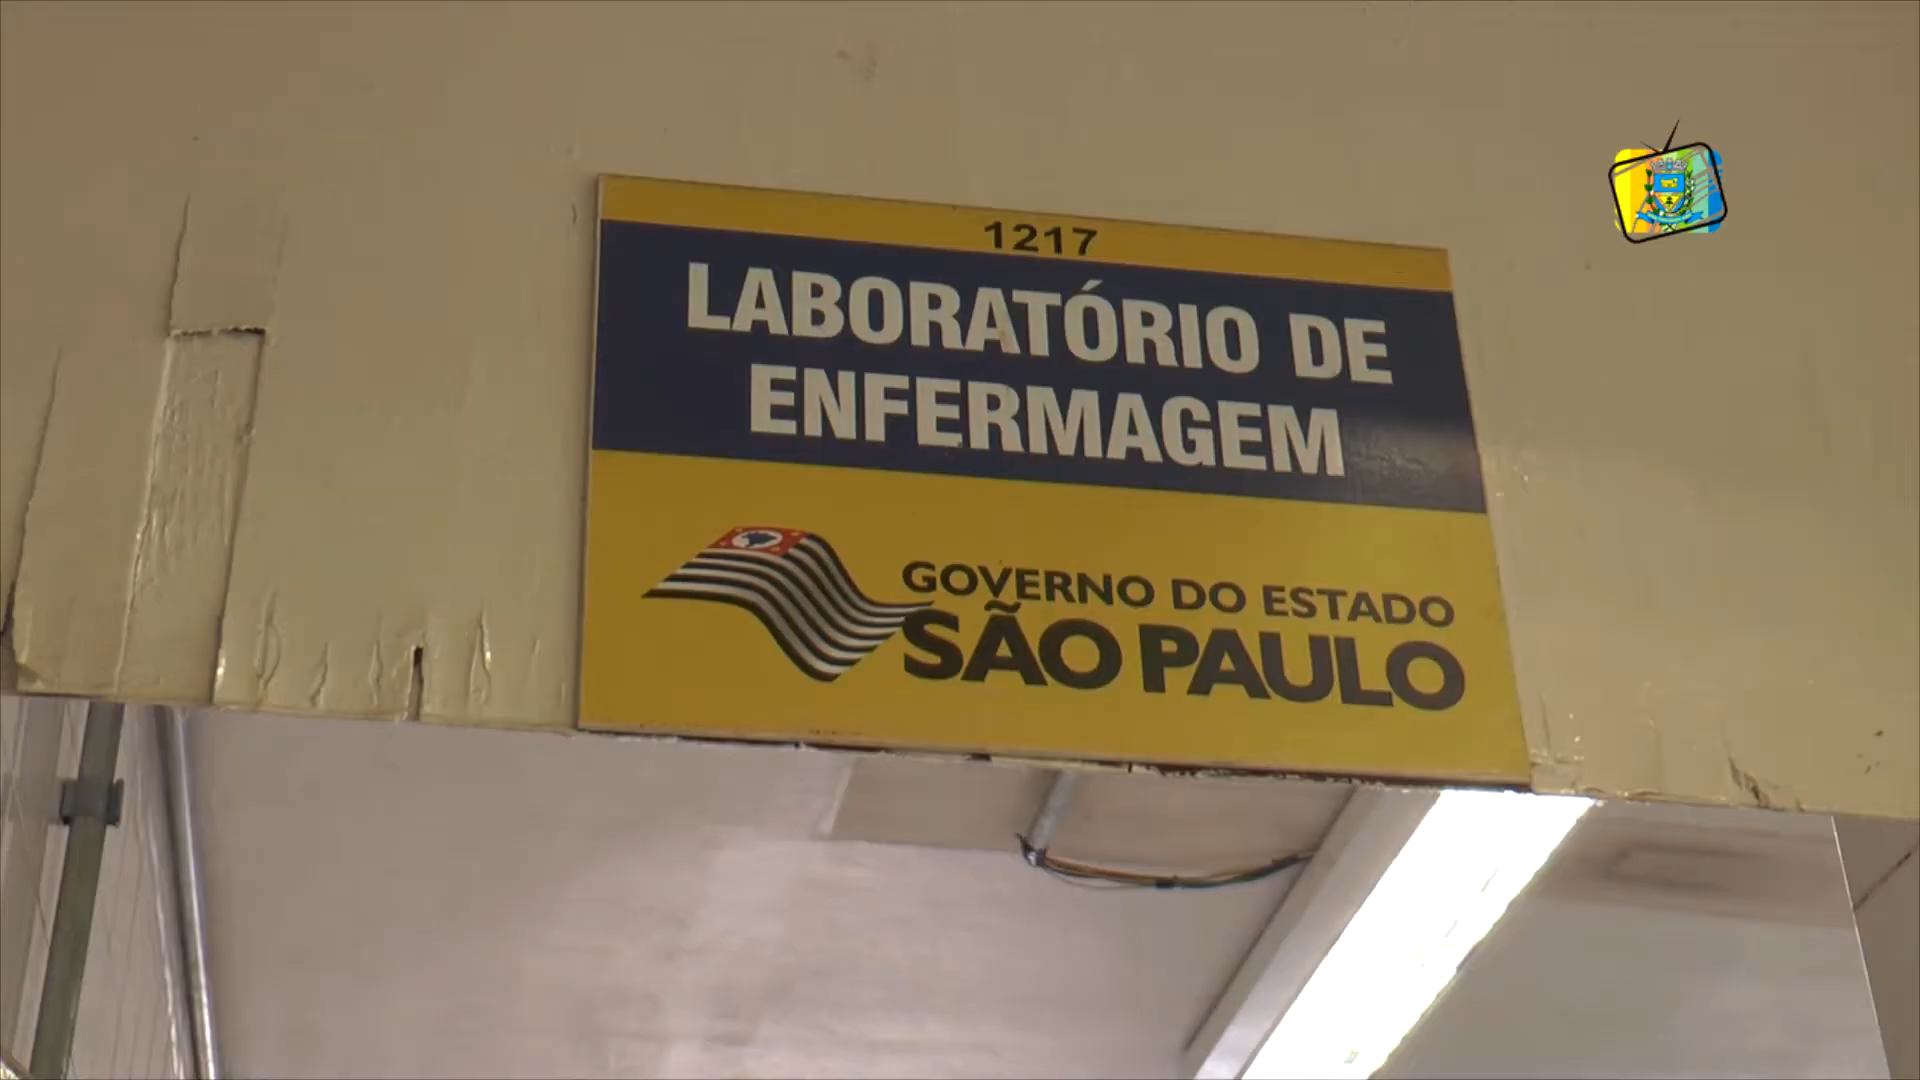 1217
LABORATÓRIO DE
ENFERMAGEM
GOVERNO DO ESTADO
SÃO PAULO